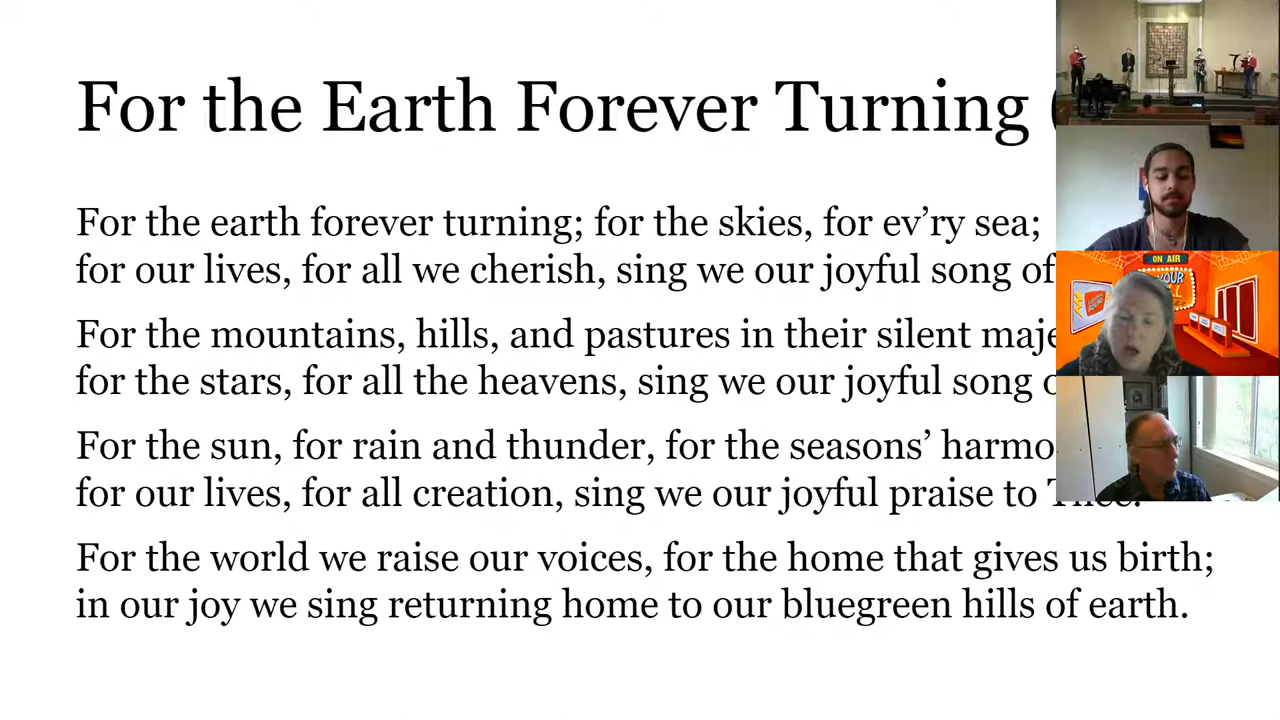 For the Earth Forever Turning (
For the earth forever turning; for the skies, for ev’ry sea;
for our lives, for all we cherish, sing we our joyful song of
For the mountains, hills, and pastures in their silent maje
for the stars, for all the heavens, sing we our joyful song o
For the sun, for rain and thunder, for the seasons’ harmo
for our lives, for all creation, sing we our joyful praise to
For the world we raise our voices, for the home that gives us birth;
in our joy we sing returning home to our bluegreen hills of earth.
ON AIR
YOUR